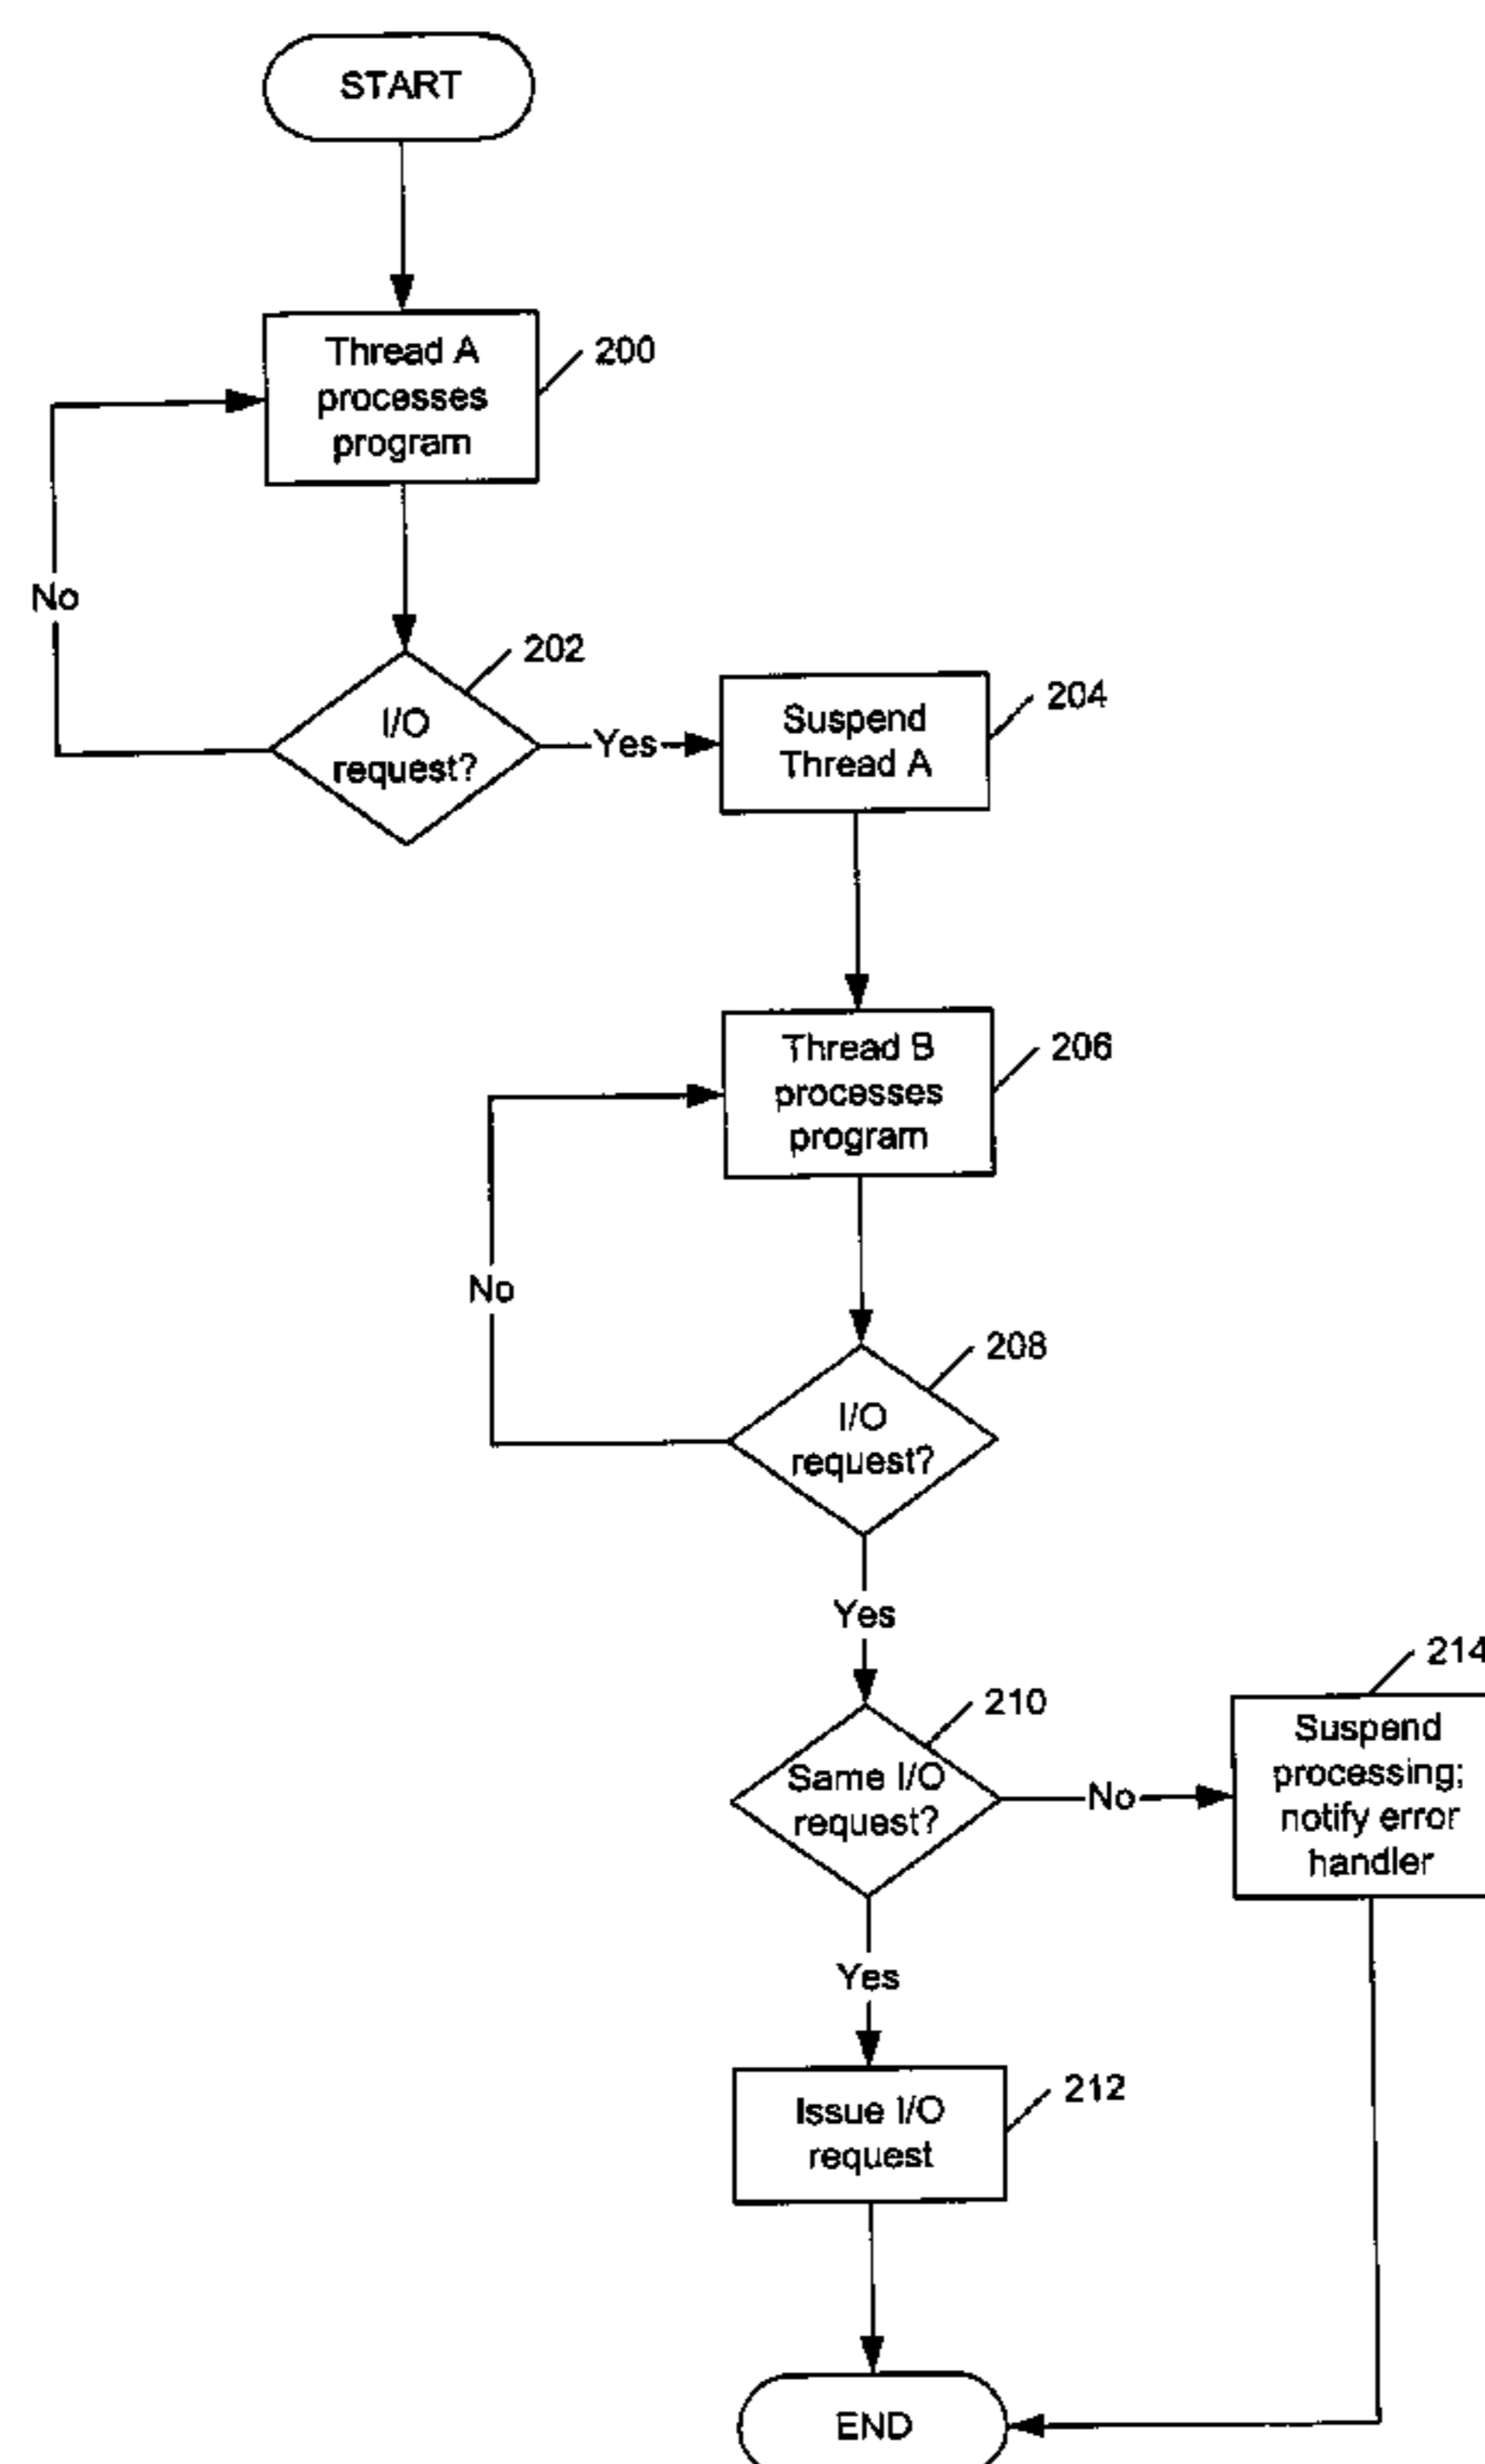 START
Thread A
processes
program
200
No
I/O
request?
202
Yes
Suspend
Thread A
204
Thread B
processes
program
206
No
I/O
request?
208
Yes
Same I/O
request?
210
No
Suspend
processing;
notify error
handler
214
Yes
Issue I/O
request
212
END